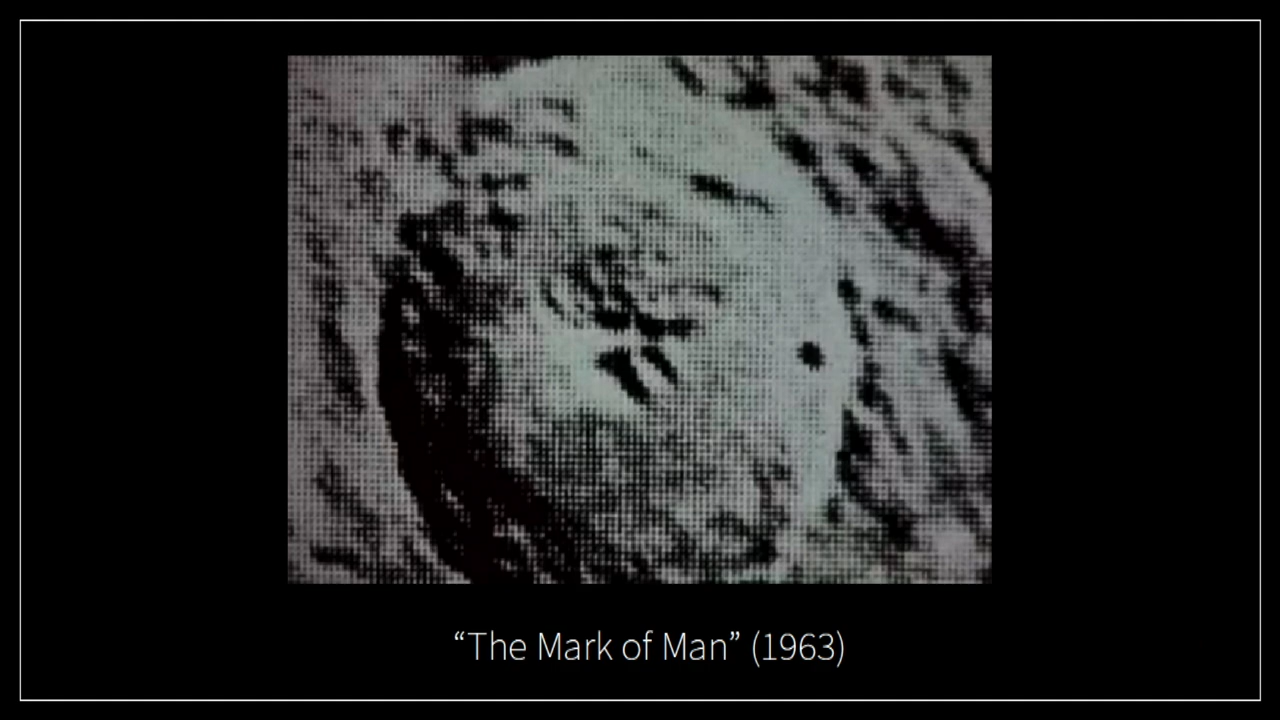 “The Mark of Man” (1963)